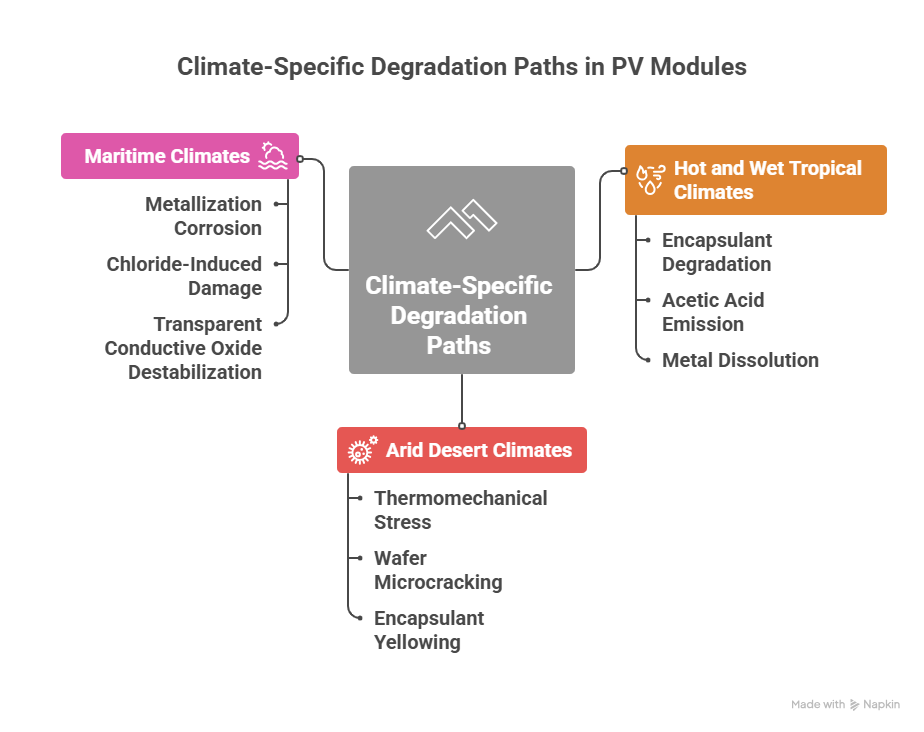 Climate-Specific Degradation Paths in PV Modules
Maritime Climates
Metallization
Corrosion
Chloride-Induced
Damage
Transparent
Conductive Oxide
Destabilization
Climate-Specific
Degradation
Paths
Hot and Wet Tropical
Climates
Encapsulant
Degradation
Acetic Acid
Emission
Metal Dissolution
Arid Desert Climates
Thermomechanical
Stress
Wafer
Microcracking
Encapsulant
Yellowing
Made with Napkin